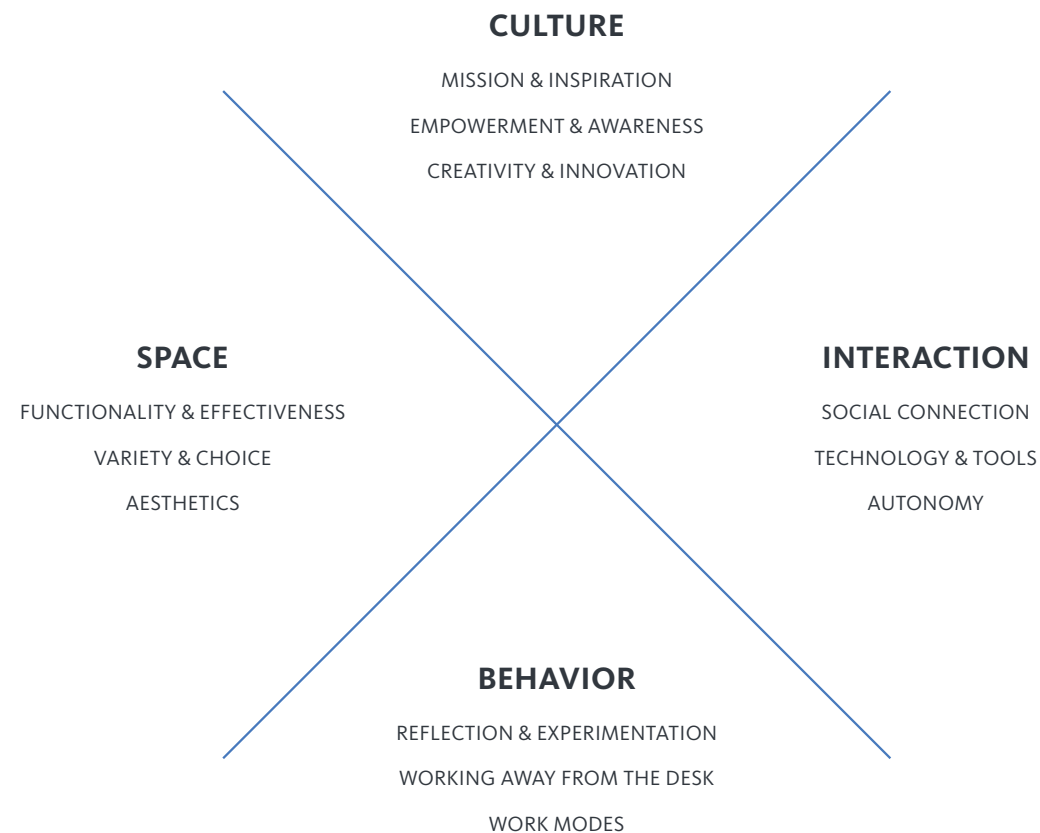 CULTURE
MISSION & INSPIRATION
EMPOWERMENT & AWARENESS
CREATIVITY & INNOVATION
SPACE
FUNCTIONALITY & EFFECTIVENESS
VARIETY & CHOICE
AESTHETICS
INTERACTION
SOCIAL CONNECTION
TECHNOLOGY & TOOLS
AUTONOMY
BEHAVIOR
REFLECTION & EXPERIMENTATION
WORKING AWAY FROM THE DESK
WORK MODES